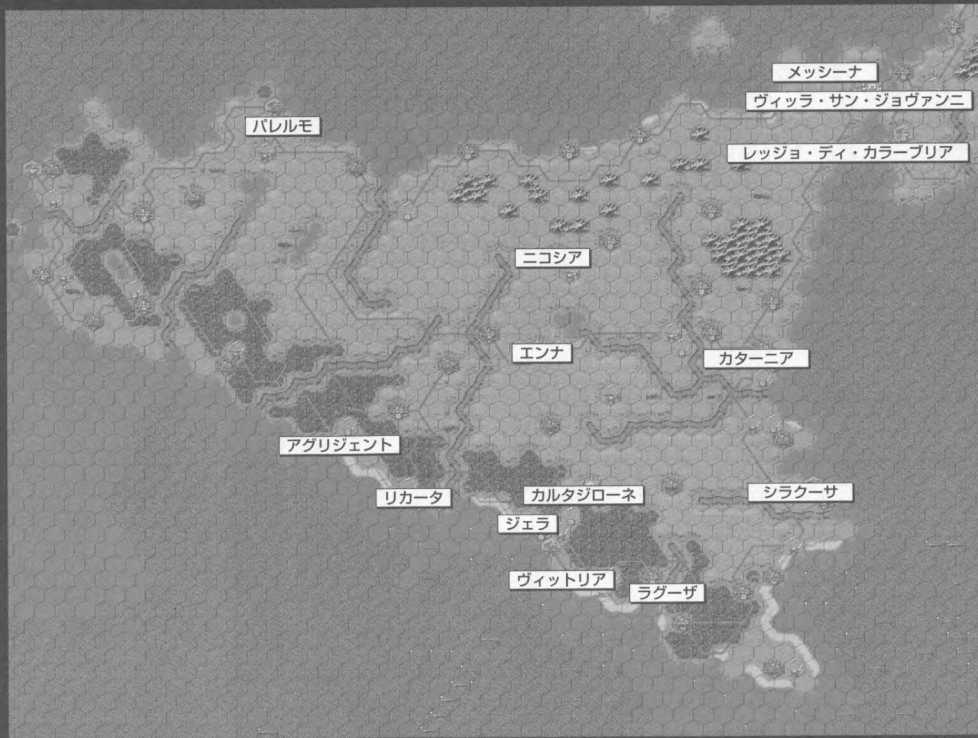 メッシーナ
ヴィッラ・サン・ジョヴァンニ
パレルモ
レッジョ・ディ・カラーブリア
ニコシア
エンナ
カターニア
アグリジェント
リカータ
カルタジローネ
シラクーサ
ジェラ
ヴィットリア
ラグーザ